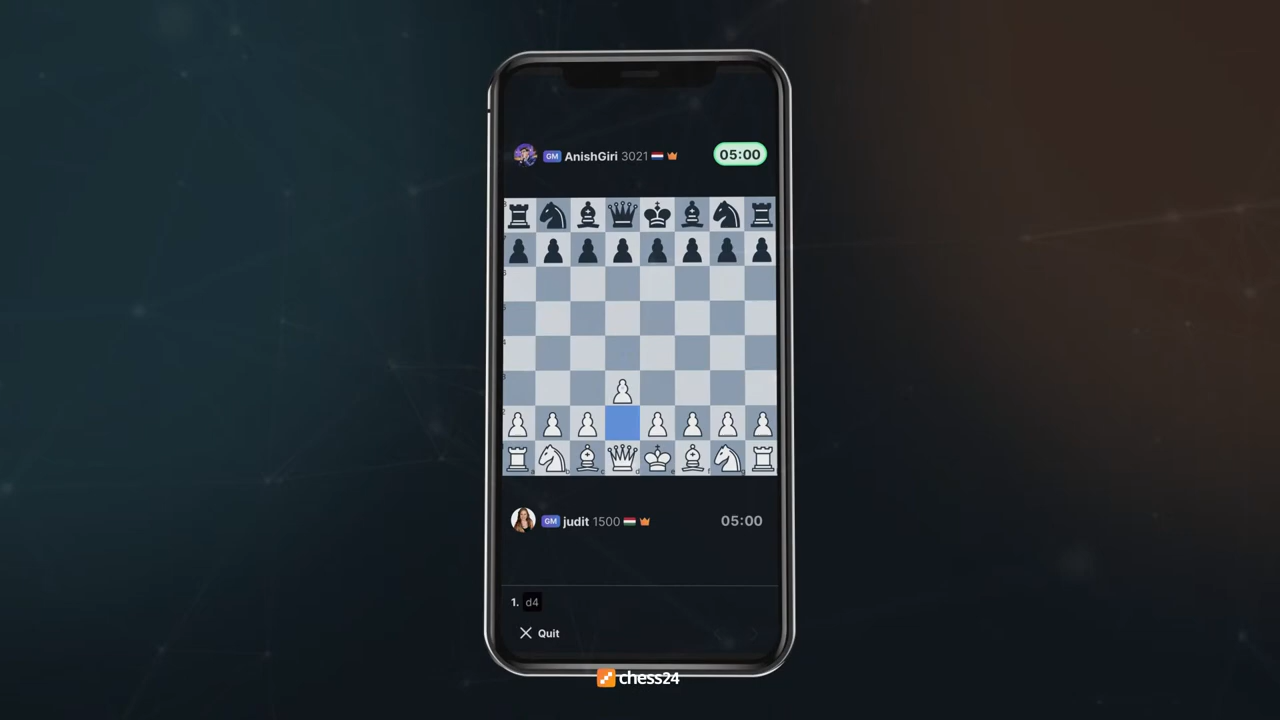 GM AnishGiri 3021 05:00
GM judit 1500 05:00
1. d4
Quit
chess24